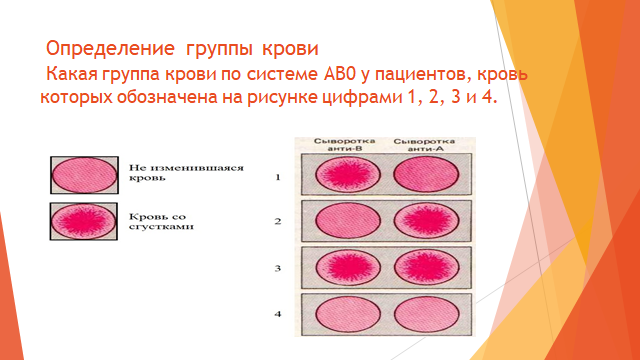 Определение группы крови
Какая группа крови по системе АВ0 у пациентов, кровь
которых обозначена на рисунке цифрами 1, 2, 3 и 4.
Не изменившаяся
кровь
Кровь со
сгустками
Сыворотка Сыворотка
анти-В анти-А
1
2
3
4